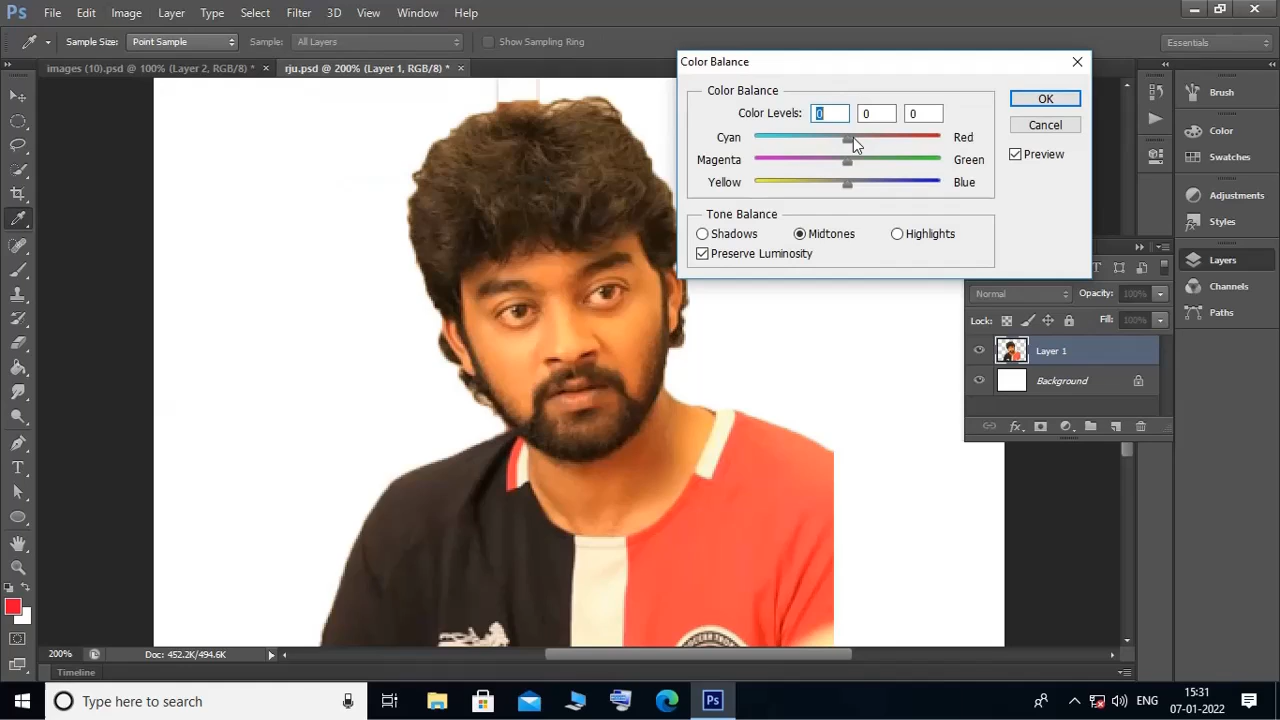 Ps File Edit Image Layer Type Select Filter 3D View Window Help
Sample Size: Point Sample Sample: All Layers Show Sampling Ring Essentials
images (10).psd @ 100% (Layer 2, RGB/8) * × rju.psd @ 200% (Layer 1, RGB/8) * ×
Color Balance
Color Balance
Color Levels: 0 0 0
Cyan Red
Magenta Green
Yellow Blue
Tone Balance
Shadows Midtones Highlights
Preserve Luminosity
OK
Cancel
Preview
Brush
Color
Swatches
Adjustments
Styles
Layers
Channels
Paths
Normal Opacity: 100%
Lock: Fill: 100%
Layer 1
Background
200% Doc: 452.2K/494.6K
Timeline
Type here to search
Ps
ENG
15:31
07-01-2022